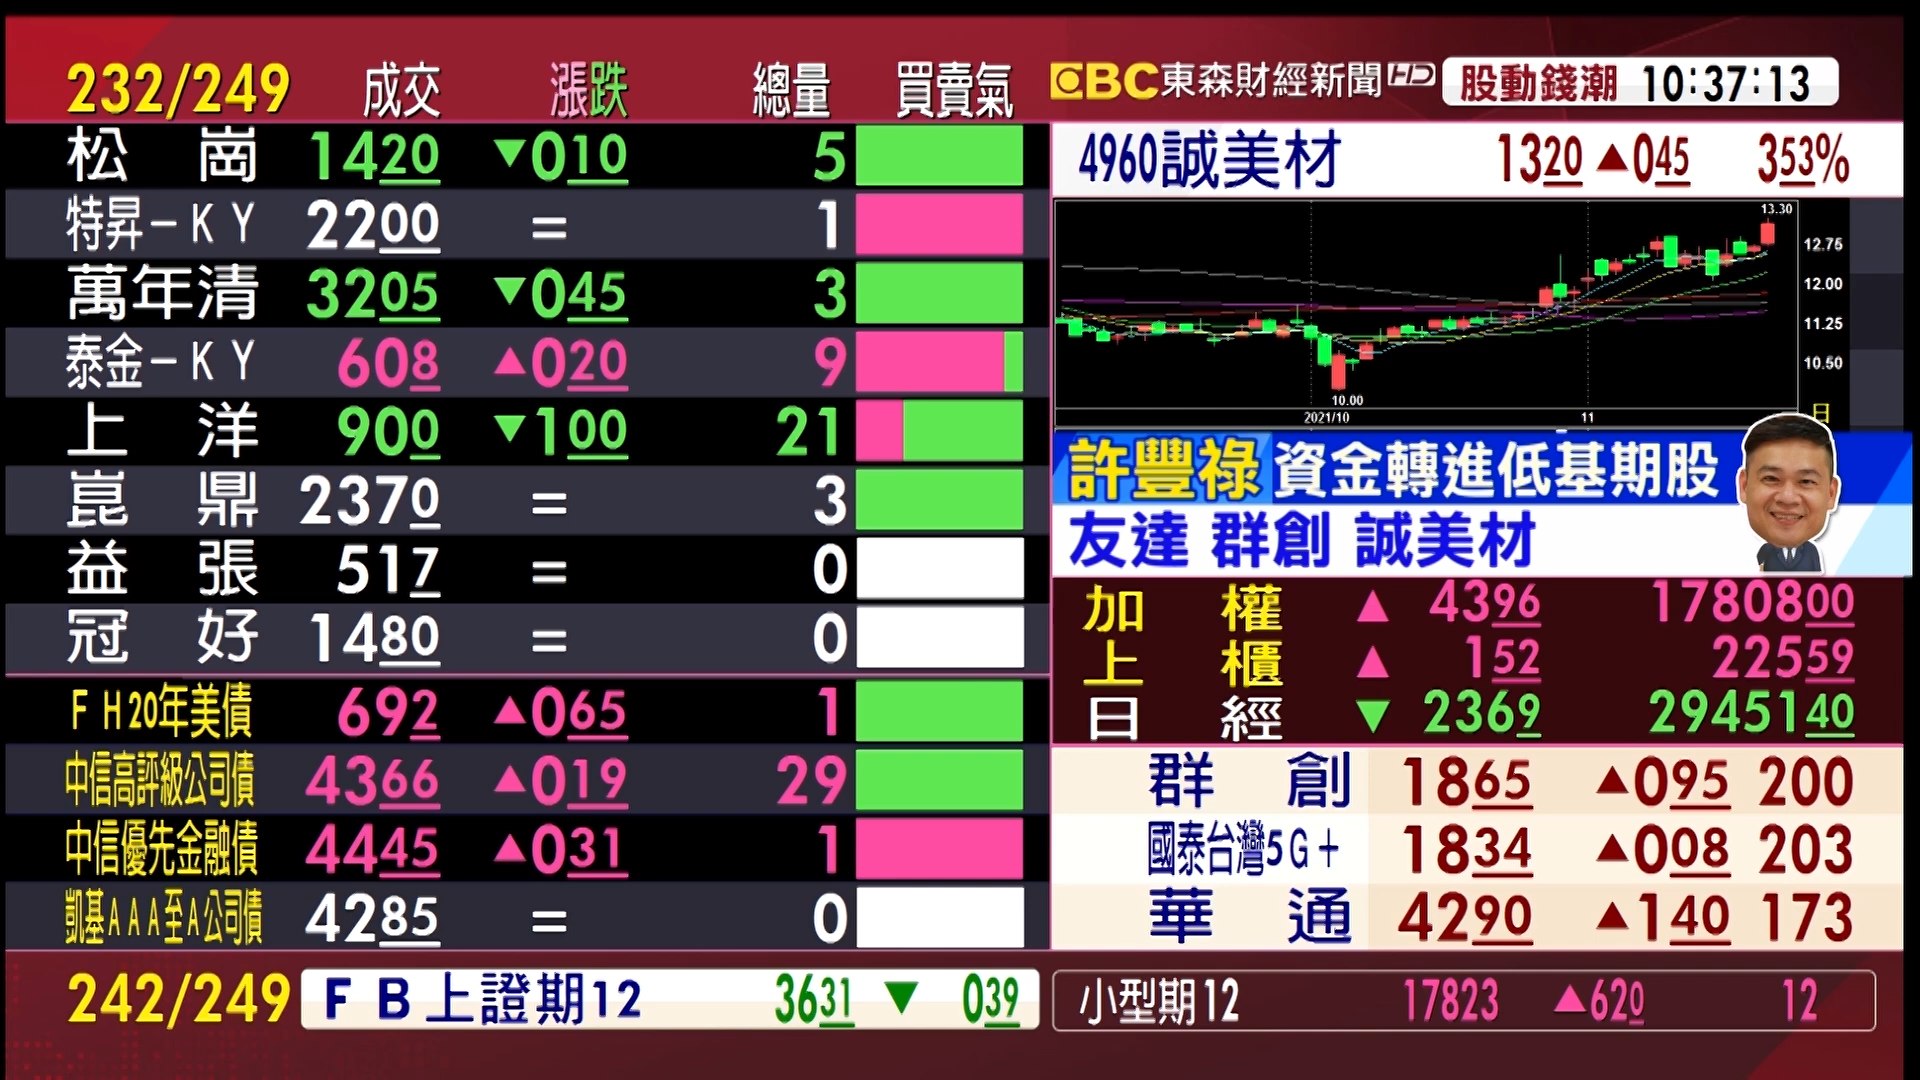 232/249 成交 漲跌 總量 買賣氣
松崗 1420 ▼010 5
特昇－KY 2200 = 1
萬年清 3205 ▼045 3
泰金－KY 608 ▲020 9
上洋 900 ▼100 21
崑鼎 2370 = 3
益張 517 = 0
冠好 1480 = 0
FH20年美債 692 ▲065 1
中信高評級公司債 4366 ▲019 29
中信優先金融債 4445 ▲031 1
凱基AAA至A公司債 4285 = 0
242/249 FB上證期12 3631 ▼ 039
EBC東森財經新聞HD 股動錢潮 10:37:13
4960誠美材 1320 ▲045 353%
13.30
12.75
12.00
11.25
10.50
10.00
2021/10 11 日
許豐祿 資金轉進低基期股
友達 群創 誠美材
加權 ▲ 4396 1780800
上櫃 ▲ 152 22559
日經 ▼ 2369 2945140
群創 1865 ▲095 200
國泰台灣5G＋ 1834 ▲008 203
華通 4290 ▲140 173
小型期12 17823 ▲620 12